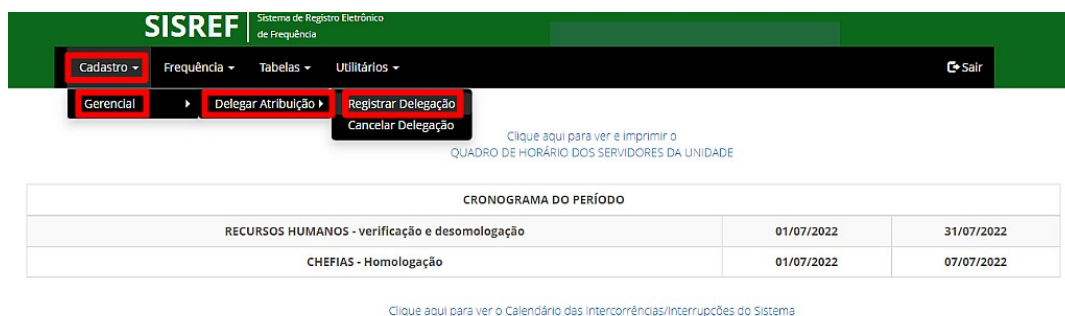 SISREF
Sistema de Registro Eletrônico
de Frequência
Cadastro
Frequência
Tabelas
Utilitários
Sair
Gerencial
Delegar Atribuição
Registrar Delegação
Cancelar Delegação
Clique aqui para ver e imprimir o
QUADRO DE HORÁRIO DOS SERVIDORES DA UNIDADE
CRONOGRAMA DO PERÍODO
RECURSOS HUMANOS - verificação e desomologação 01/07/2022 31/07/2022
CHEFIAS - Homologação 01/07/2022 07/07/2022
Clique aqui para ver o Calendário das Intercorrências/Interrupções do Sistema